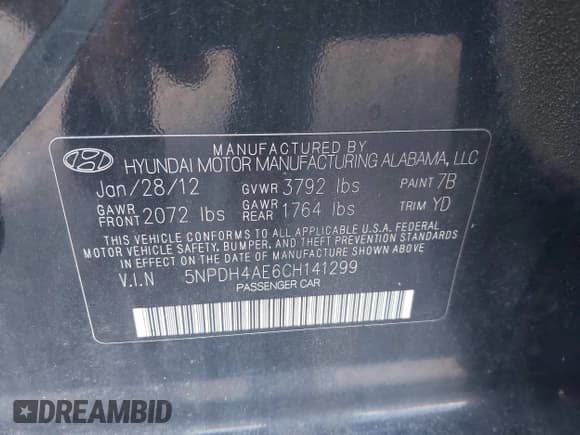 MANUFACTURED BY
HYUNDAI MOTOR MANUFACTURING ALABAMA, LLC
Jan/28/12 GVWR 3792 lbs PAINT 7B
GAWR FRONT 2072 lbs GAWR REAR 1764 lbs TRIM YD
THIS VEHICLE CONFORMS TO ALL APPLICABLE U.S.A. FEDERAL
MOTOR VEHICLE SAFETY, BUMPER, AND THEFT PREVENTION STANDARDS
IN EFFECT ON THE DATE OF MANUFACTURE SHOWN ABOVE.
V.I.N 5NPDH4AE6CH141299
PASSENGER CAR
DREAMBID